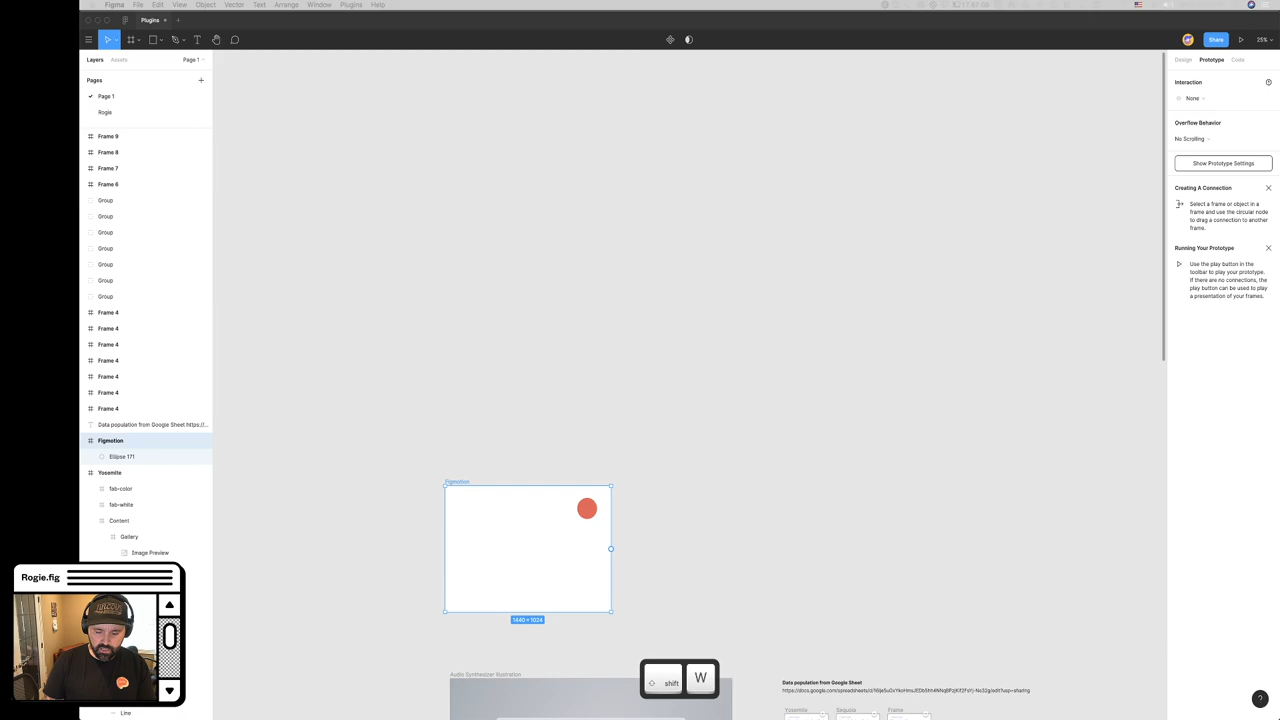 Figma File Edit View Object Vector Text Arrange Window Plugins Help
Plugins
Share
25%
Layers Assets Page 1
Design Prototype Code
Pages
Page 1
Rogie
Interaction
None
Overflow Behavior
No Scrolling
Show Prototype Settings
Creating A Connection
Select a frame or object in a
frame and use the circular node
to drag a connection to another
frame.
Running Your Prototype
Use the play button in the
toolbar to play your prototype.
If there are no connections, the
play button can be used to play
a presentation of your frames.
Frame 9
Frame 8
Frame 7
Frame 6
Group
Group
Group
Group
Group
Group
Group
Frame 4
Frame 4
Frame 4
Frame 4
Frame 4
Frame 4
Frame 4
Data population from Google Sheet https://...
Figmotion
Ellipse 171
Yosemite
fab-color
fab-white
Content
Gallery
Image Preview
Line
Rogie.fig
Figmotion
1440 × 1024
Audio Synthesizer Illustration
shift W
Data population from Google Sheet
Yosemite Sequoia Frame
?